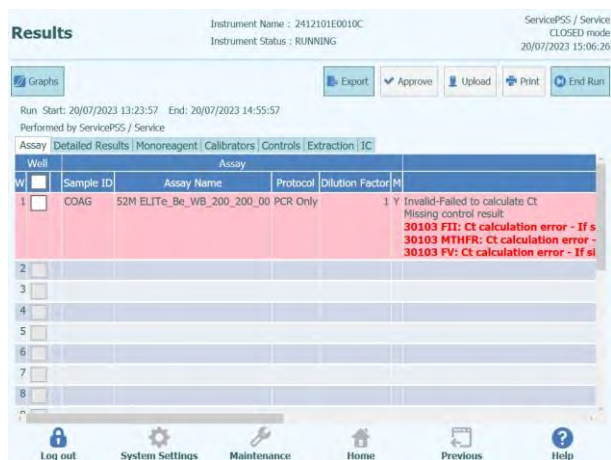 Results
Instrument Name : 2412101E0010C
Instrument Status : RUNNING
ServicePSS / Service
CLOSED mode
20/07/2023 15:06:26
Graphs
Export
Approve
Upload
Print
End Run
Run Start: 20/07/2023 13:23:57 End: 20/07/2023 14:55:57
Performed by ServicePSS / Service
Assay Detailed Results Monoreagent Calibrators Controls Extraction IC
Well Assay
W Sample ID Assay Name Protocol Dilution Factor M
1 COAG 52M ELITe_Be_WB_200_200_00 PCR Only 1 Y Invalid-Failed to calculate Ct
Missing control result
30103 FII: Ct calculation error - If s
30103 MTHFR: Ct calculation error -
30103 FV: Ct calculation error - If si
2
3
4
5
6
7
8
Log out System Settings Maintenance Home Previous Help